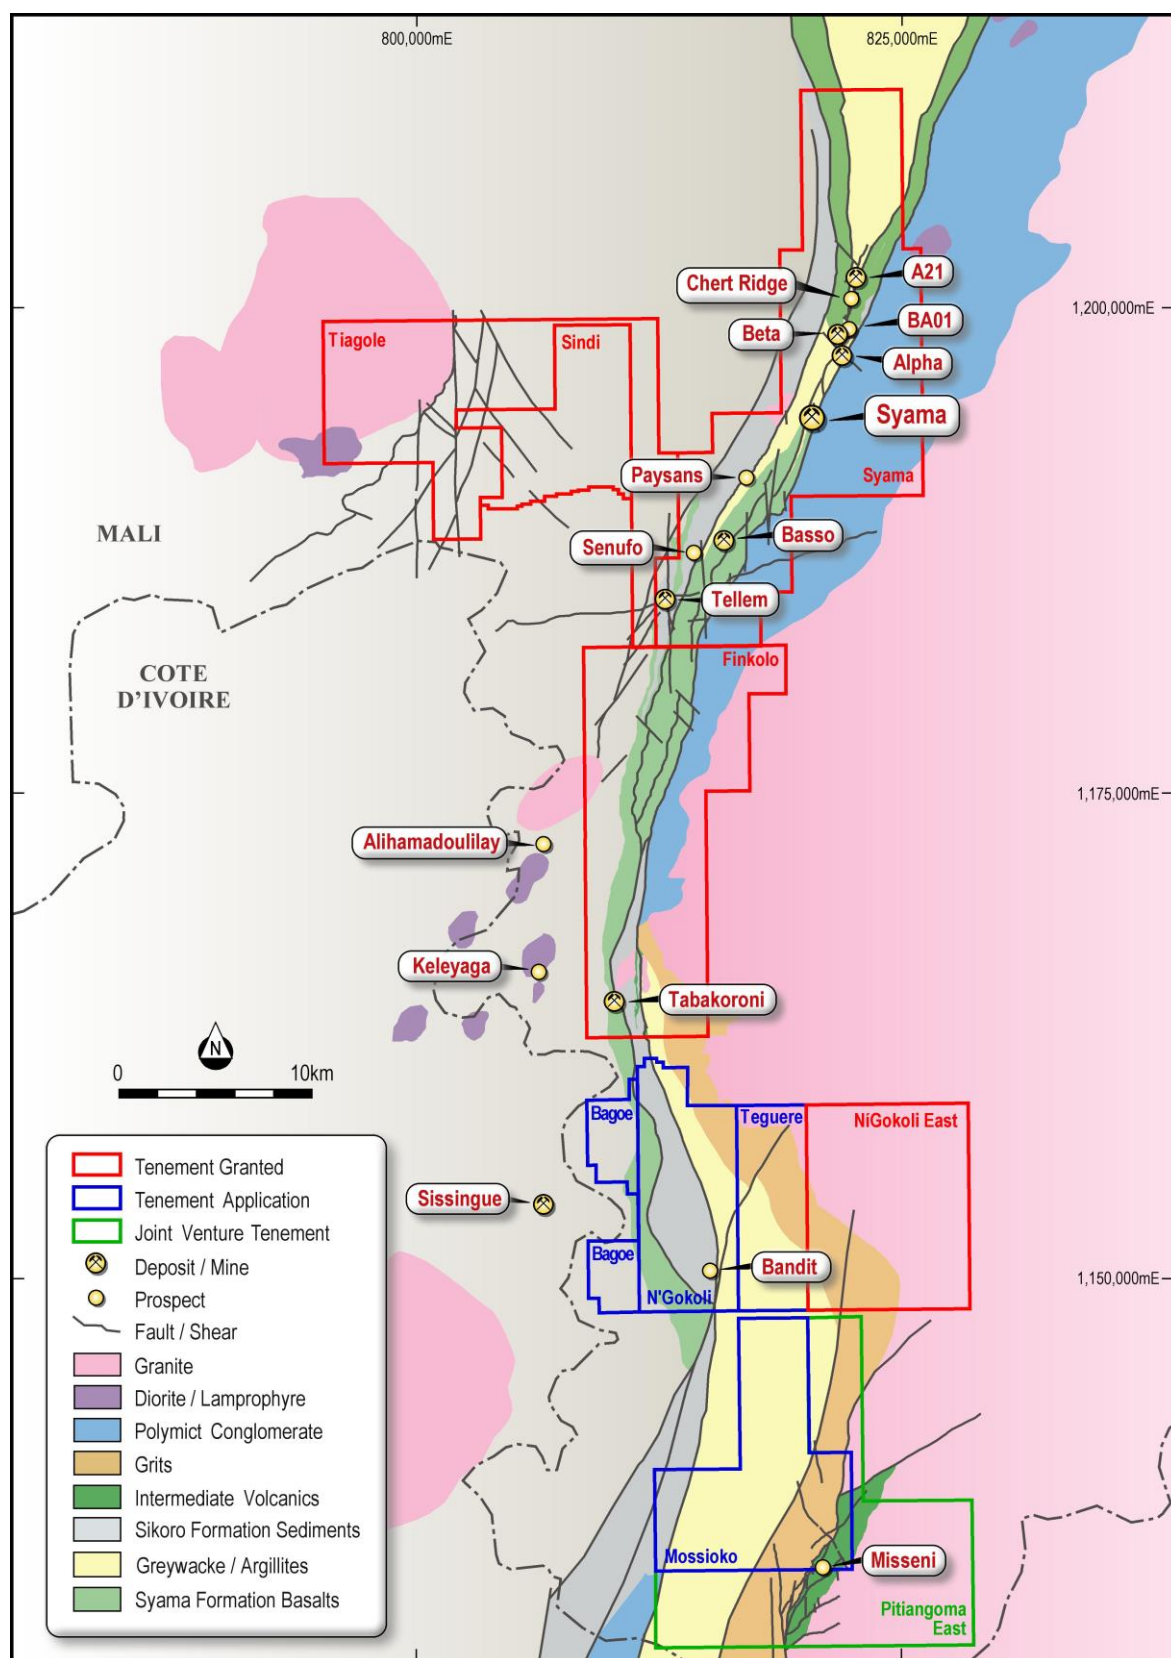 800,000mE
825,000mE
A21
Chert Ridge
1,200,000mE
BA01
Beta
Tiagole
Sindi
Alpha
Syama
Paysans
Syama
MALI
Senufo
Basso
Tellem
Finkolo
COTE
D'IVOIRE
1,175,000mE
Alihamadoulilay
Keleyaga
Tabakoroni
N
0
10km
Bagoe
Teguere
NiGokoli East
Tenement Granted
Tenement Application
Joint Venture Tenement
Deposit / Mine
Prospect
Fault / Shear
Granite
Diorite / Lamprophyre
Polymict Conglomerate
Grits
Intermediate Volcanics
Sikoro Formation Sediments
Greywacke / Argillites
Syama Formation Basalts
Sissingue
Bagoe
Bandit
1,150,000mE
N'Gokoli
Mossioko
Misseni
Pitiangoma
East